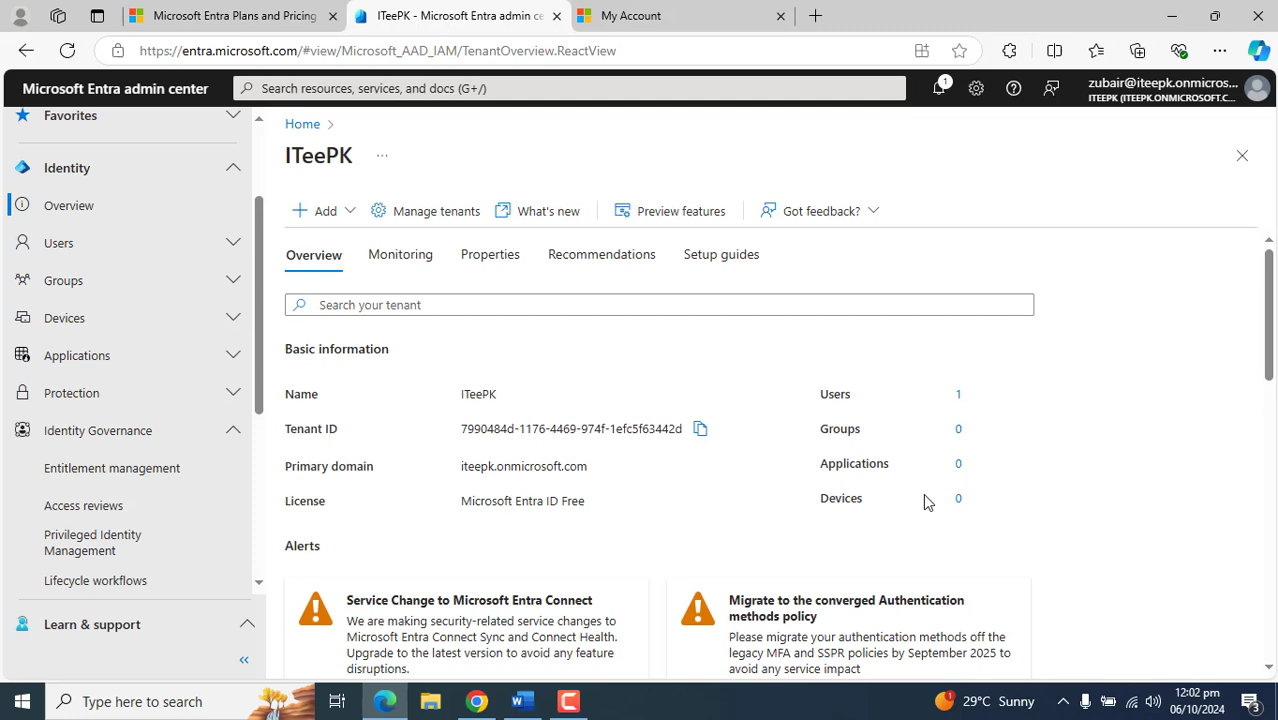 Microsoft Entra Plans and Pricing
ITeePK - Microsoft Entra admin ce
My Account
https://entra.microsoft.com/#view/Microsoft_AAD_IAM/TenantOverview.ReactView
Microsoft Entra admin center
Search resources, services, and docs (G+/)
1
zubair@iteepk.onmicros...
ITEEPK (ITEEPK.ONMICROSOFT.C...
Favorites
Identity
Overview
Users
Groups
Devices
Applications
Protection
Identity Governance
Entitlement management
Access reviews
Privileged Identity
Management
Lifecycle workflows
Learn & support
Home
ITeePK
Add
Manage tenants
What's new
Preview features
Got feedback?
Overview
Monitoring
Properties
Recommendations
Setup guides
Search your tenant
Basic information
Name ITeePK
Users 1
Tenant ID 7990484d-1176-4469-974f-1efc5f63442d
Groups 0
Primary domain iteepk.onmicrosoft.com
Applications 0
License Microsoft Entra ID Free
Devices 0
Alerts
Service Change to Microsoft Entra Connect
We are making security-related service changes to
Microsoft Entra Connect Sync and Connect Health.
Upgrade to the latest version to avoid any feature
disruptions.
Migrate to the converged Authentication
methods policy
Please migrate your authentication methods off the
legacy MFA and SSPR policies by September 2025 to
avoid any service impact
Type here to search
1
29°C Sunny
12:02 pm
06/10/2024
3